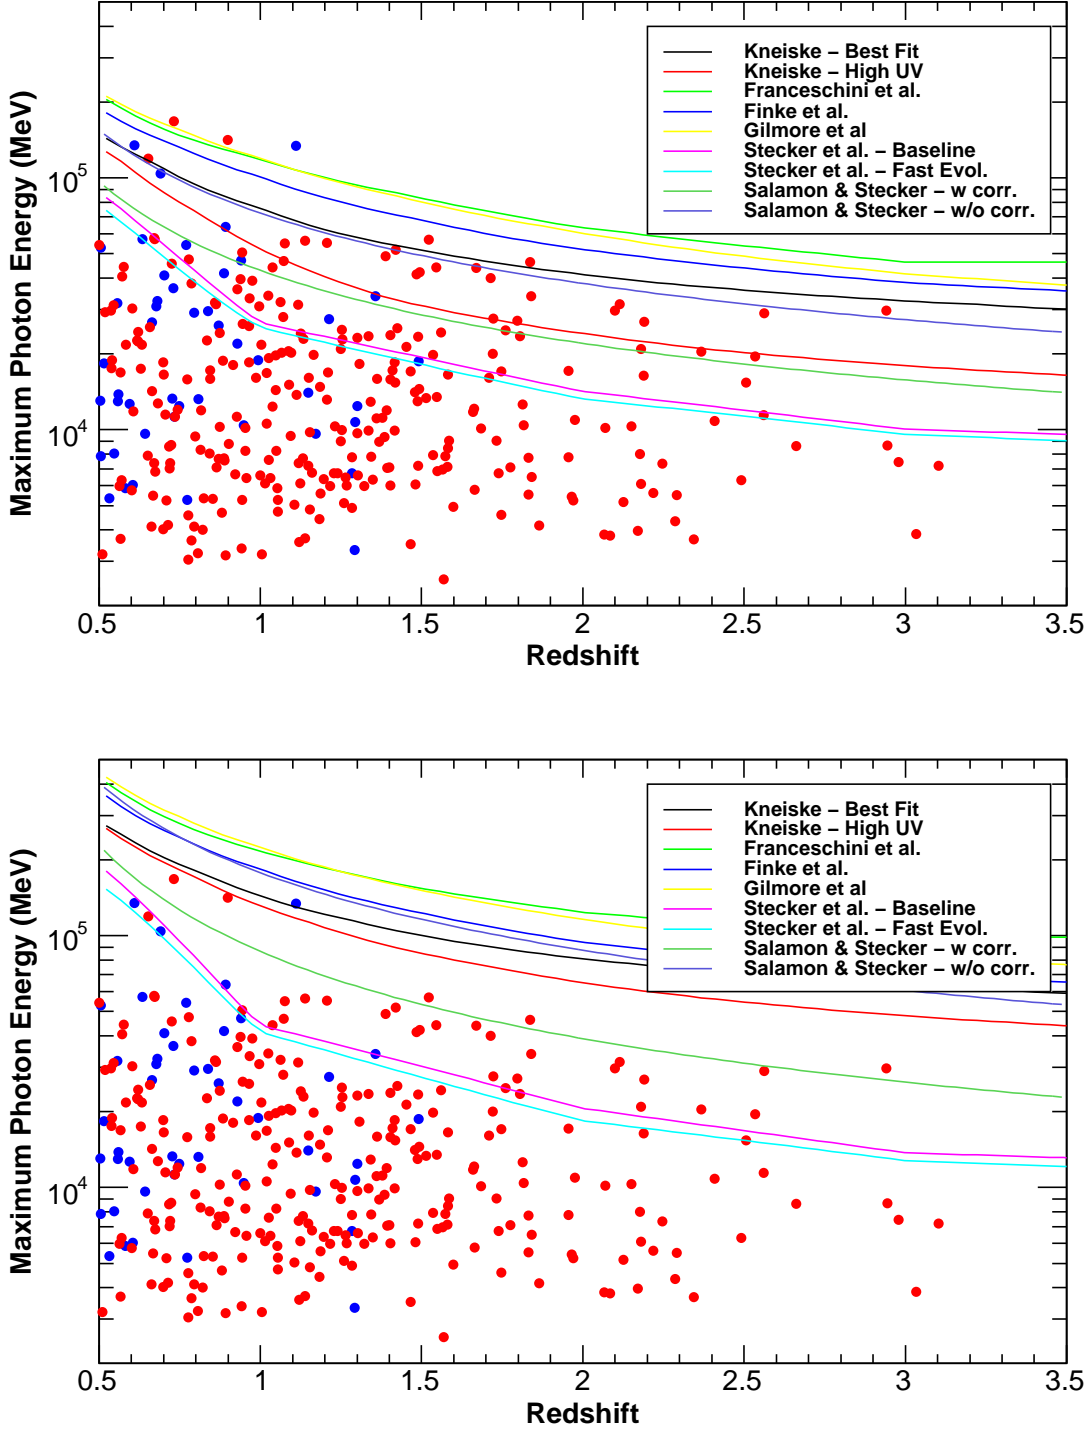 Maximum Photon Energy (MeV)
10^5
10^4
Kneiske – Best Fit
Kneiske – High UV
Franceschini et al.
Finke et al.
Gilmore et al
Stecker et al. – Baseline
Stecker et al. – Fast Evol.
Salamon & Stecker – w corr.
Salamon & Stecker – w/o corr.
0.5 1 1.5 2 2.5 3 3.5
Redshift
Maximum Photon Energy (MeV)
10^5
10^4
Kneiske – Best Fit
Kneiske – High UV
Franceschini et al.
Finke et al.
Gilmore et al
Stecker et al. – Baseline
Stecker et al. – Fast Evol.
Salamon & Stecker – w corr.
Salamon & Stecker – w/o corr.
0.5 1 1.5 2 2.5 3 3.5
Redshift